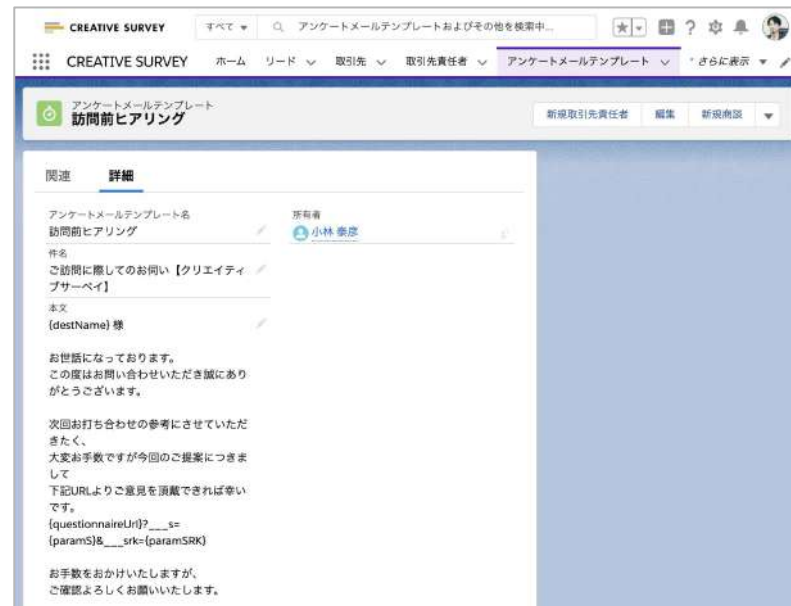 CREATIVE SURVEY
すべて
アンケートメールテンプレートおよびその他を検索中...
CREATIVE SURVEY
ホーム
リード
取引先
取引先責任者
アンケートメールテンプレート
* さらに表示
アンケートメールテンプレート
訪問前ヒアリング
新規取引先責任者
編集
新規商談
関連
詳細
アンケートメールテンプレート名
訪問前ヒアリング
所有者
小林 泰彦
件名
ご訪問に際してのお伺い【クリエイティ
ブサーベイ】
本文
{destName} 様
お世話になっております。
この度はお問い合わせいただき誠にあり
がとうございます。
次回お打ち合わせの参考にさせていただ
きたく、
大変お手数ですが今回のご提案につきま
して
下記URLよりご意見を頂戴できれば幸い
です。
{questionnaireUrl}?___s=
{paramS}&___srk={paramSRK}
お手数をおかけいたしますが、
ご確認よろしくお願いいたします。